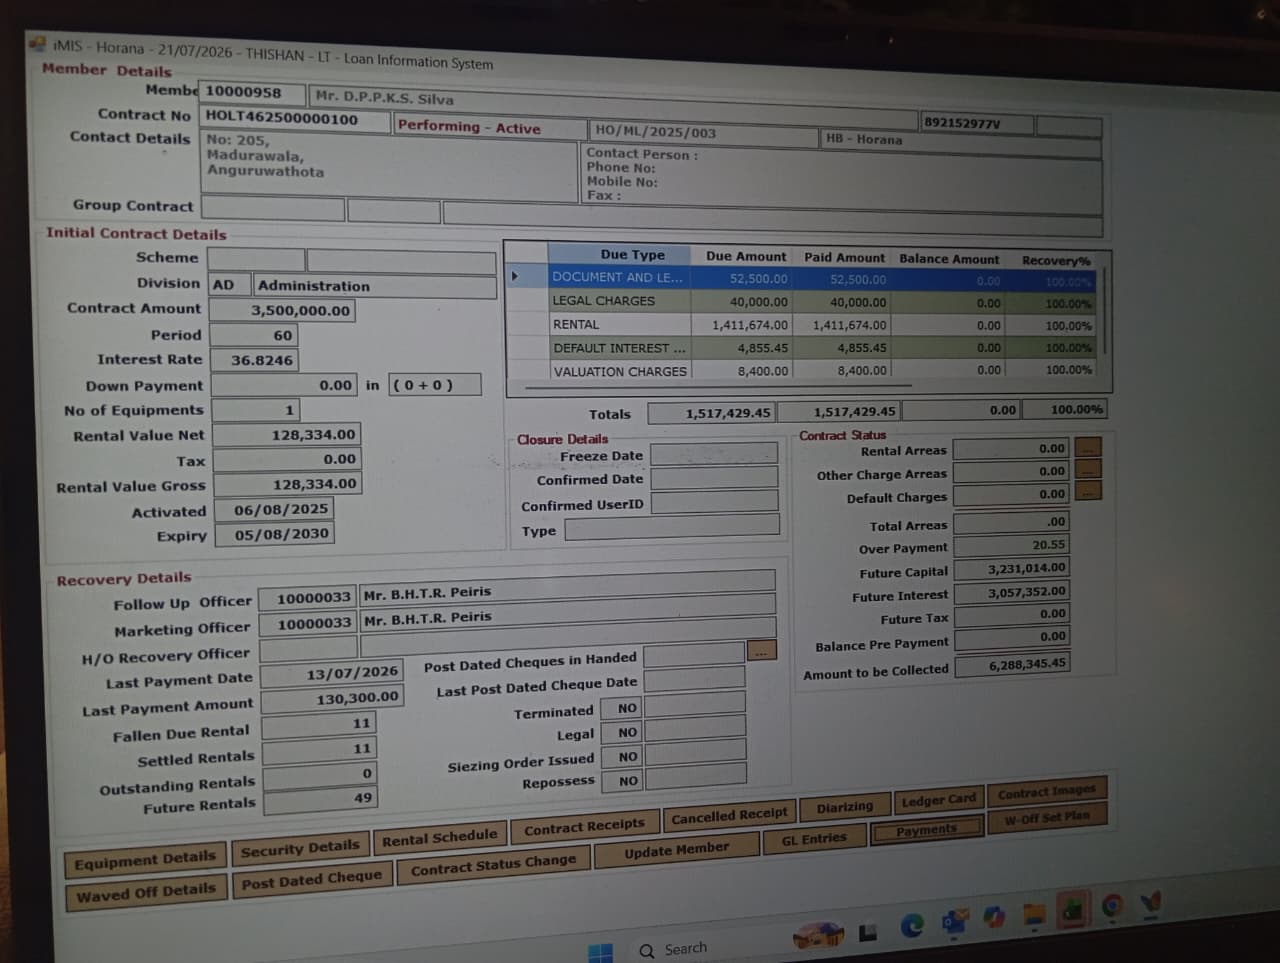 iMIS - Horana - 21/07/2026 - THISHAN - LT - Loan Information System
Member Details
Membe 10000958 Mr. D.P.P.K.S. Silva 892152977V
Contract No HOLT462500000100 Performing - Active HO/ML/2025/003 HB - Horana
Contact Details No: 205,
Madurawala,
Anguruwathota
Contact Person :
Phone No:
Mobile No:
Fax :
Group Contract
Initial Contract Details
Scheme
Division AD Administration
Contract Amount 3,500,000.00
Period 60
Interest Rate 36.8246
Down Payment 0.00 in ( 0 + 0 )
No of Equipments 1
Rental Value Net 128,334.00
Tax 0.00
Rental Value Gross 128,334.00
Activated 06/08/2025
Expiry 05/08/2030
Due Type Due Amount Paid Amount Balance Amount Recovery%
DOCUMENT AND LE... 52,500.00 52,500.00 0.00 100.00%
LEGAL CHARGES 40,000.00 40,000.00 0.00 100.00%
RENTAL 1,411,674.00 1,411,674.00 0.00 100.00%
DEFAULT INTEREST ... 4,855.45 4,855.45 0.00 100.00%
VALUATION CHARGES 8,400.00 8,400.00 0.00 100.00%
Totals 1,517,429.45 1,517,429.45 0.00 100.00%
Closure Details
Freeze Date
Confirmed Date
Confirmed UserID
Type
Contract Status
Rental Arreas 0.00 ...
Other Charge Arreas 0.00 ...
Default Charges 0.00 ...
Total Arreas .00
Over Payment 20.55
Future Capital 3,231,014.00
Future Interest 3,057,352.00
Future Tax 0.00
Balance Pre Payment 0.00
Amount to be Collected 6,288,345.45
Recovery Details
Follow Up Officer 10000033 Mr. B.H.T.R. Peiris
Marketing Officer 10000033 Mr. B.H.T.R. Peiris
H/O Recovery Officer
Last Payment Date 13/07/2026
Last Payment Amount 130,300.00
Fallen Due Rental 11
Settled Rentals 11
Outstanding Rentals 0
Future Rentals 49
Post Dated Cheques in Handed ...
Last Post Dated Cheque Date
Terminated NO
Legal NO
Siezing Order Issued NO
Repossess NO
Equipment Details Security Details Rental Schedule Contract Receipts Cancelled Receipt Diarizing Ledger Card Contract Images
Waved Off Details Post Dated Cheque Contract Status Change Update Member GL Entries Payments W-Off Set Plan
Search